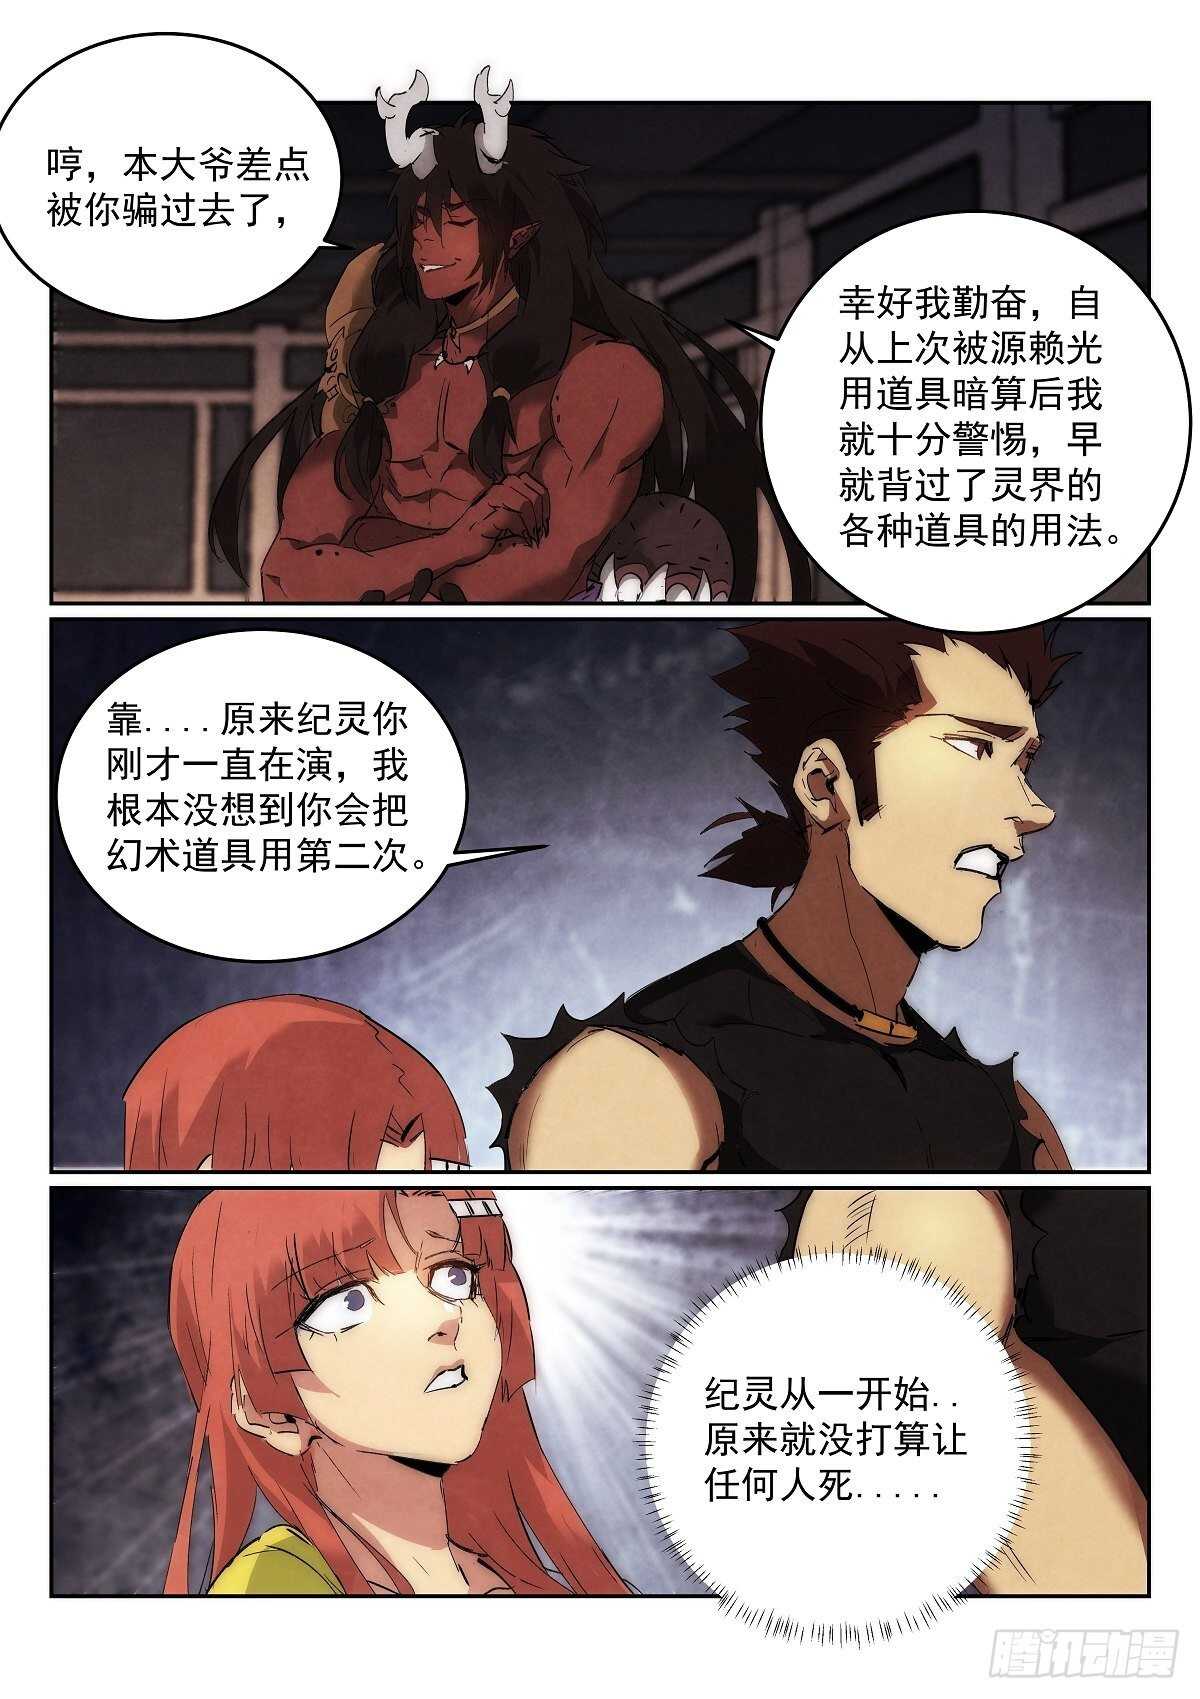 哼，本大爷差点
被你骗过去了，
幸好我勤奋，自
从上次被源赖光
用道具暗算后我
就十分警惕，早
就背过了灵界的
各种道具的用法。
靠....原来纪灵你
刚才一直在演，我
根本没想到你会把
幻术道具用第二次。
纪灵从一开始..
原来就没打算让
任何人死.....
腾讯动漫